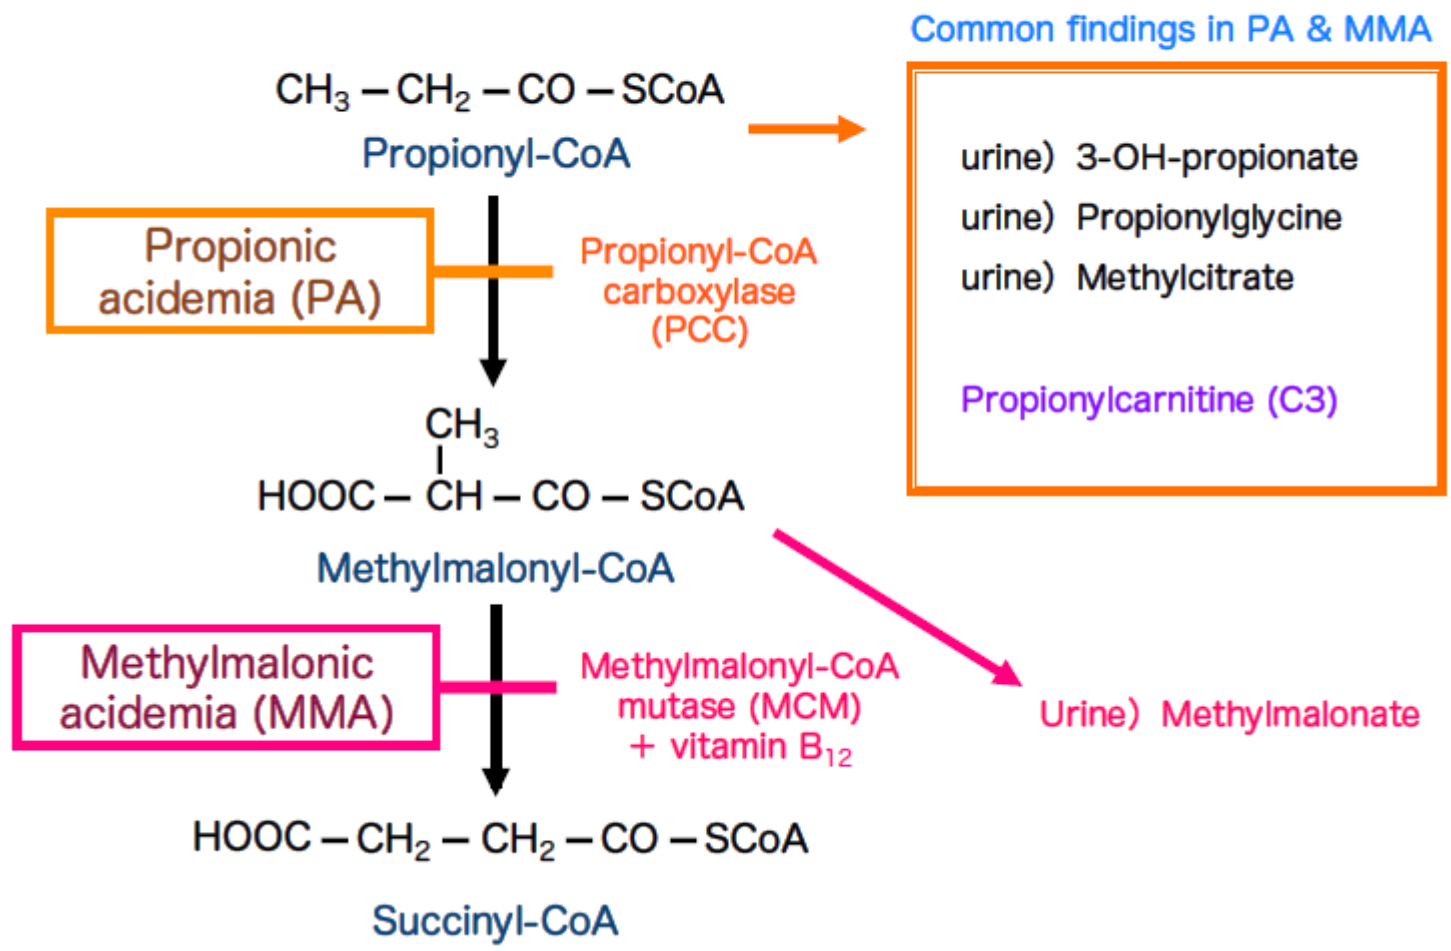 Common findings in PA & MMA
CH₃ – CH₂ – CO – SCoA
Propionyl-CoA
urine) 3-OH-propionate
urine) Propionylglycine
urine) Methylcitrate
Propionylcarnitine (C3)
Propionic
acidemia (PA)
Propionyl-CoA
carboxylase
(PCC)
CH₃
HOOC – CH – CO – SCoA
Methylmalonyl-CoA
Methylmalonic
acidemia (MMA)
Methylmalonyl-CoA
mutase (MCM)
+ vitamin B₁₂
Urine) Methylmalonate
HOOC – CH₂ – CH₂ – CO – SCoA
Succinyl-CoA